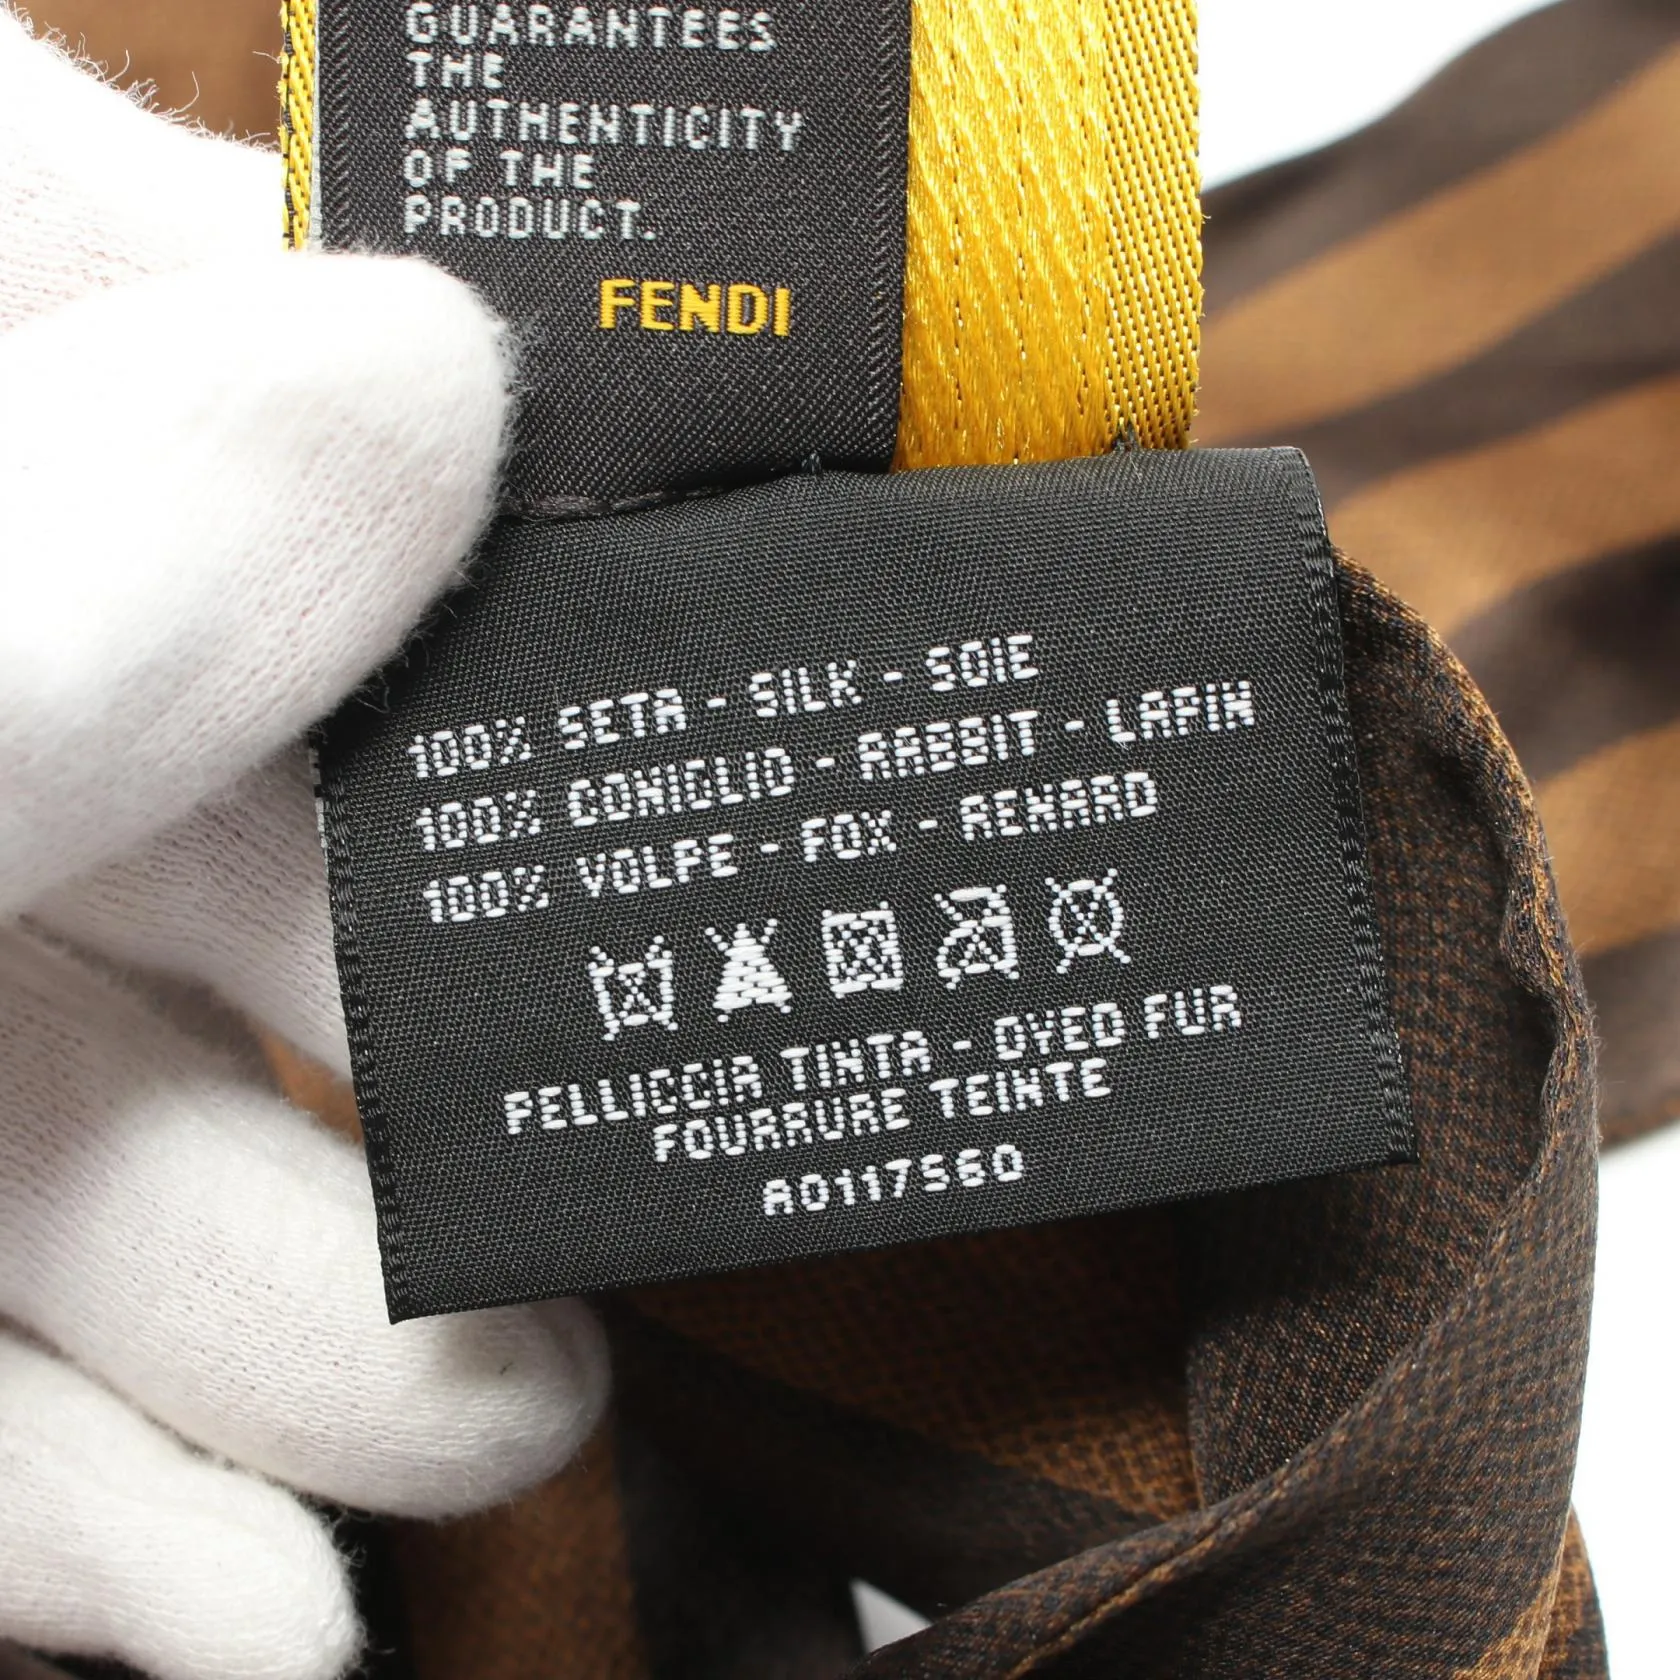 GUARANTEES
THE
AUTHENTICITY
OF THE
PRODUCT.
FENDI
100% SETA - SILK - SOIE
100% CONIGLIO - RABBIT - LAPIN
100% VOLPE - FOX - RENARD
PELLICCIA TINTA - DYED FUR
FOURRURE TEINTE
A0117560